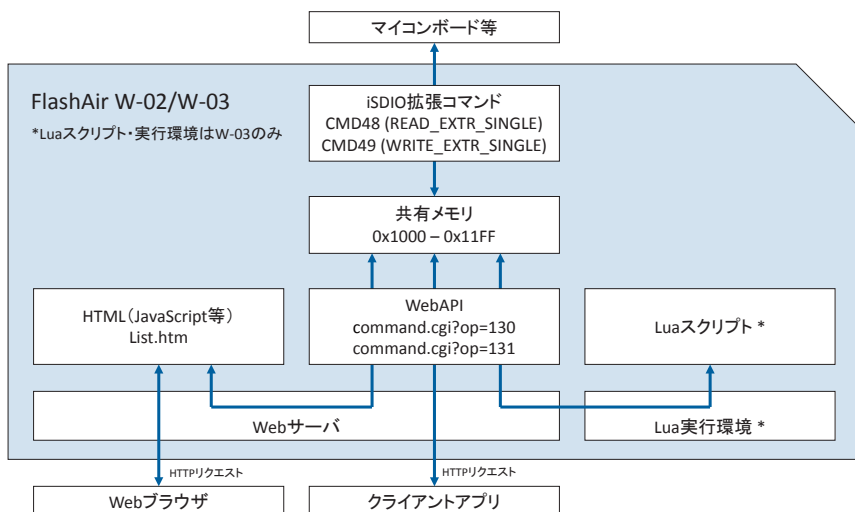 マイコンボード等
FlashAir W-02/W-03
*Luaスクリプト・実行環境はW-03のみ
iSDIO拡張コマンド
CMD48 (READ_EXTR_SINGLE)
CMD49 (WRITE_EXTR_SINGLE)
共有メモリ
0x1000 – 0x11FF
HTML（JavaScript等）
List.htm
WebAPI
command.cgi?op=130
command.cgi?op=131
Luaスクリプト *
Webサーバ
Lua実行環境 *
HTTPリクエスト
HTTPリクエスト
Webブラウザ
クライアントアプリ